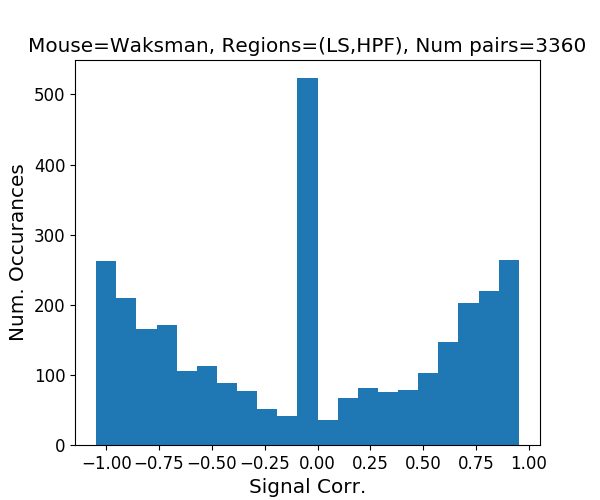 Mouse=Waksman, Regions=(LS,HPF), Num pairs=3360
500
400
300
200
100
0
Num. Occurances
−1.00 −0.75 −0.50 −0.25 0.00 0.25 0.50 0.75 1.00
Signal Corr.